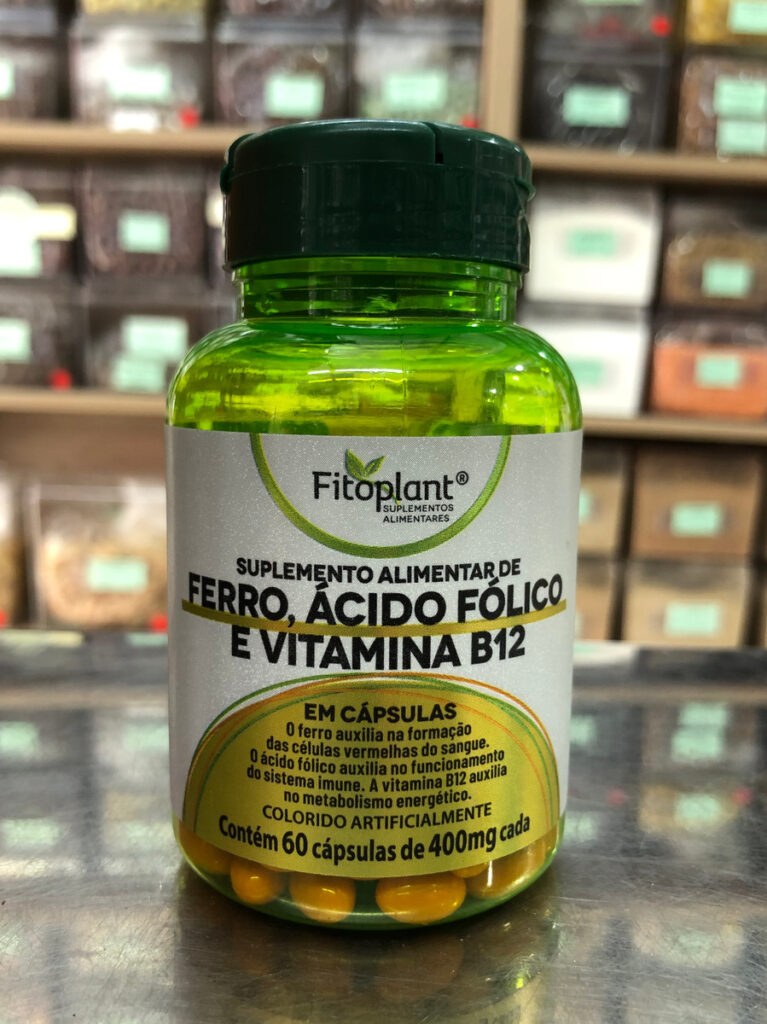 Fitoplant®
SUPLEMENTOS
ALIMENTARES
SUPLEMENTO ALIMENTAR DE
FERRO, ÁCIDO FÓLICO
E VITAMINA B12
EM CÁPSULAS
O ferro auxilia na formação
das células vermelhas do sangue.
O ácido fólico auxilia no funcionamento
do sistema imune. A vitamina B12 auxilia
no metabolismo energético.
COLORIDO ARTIFICIALMENTE
Contém 60 cápsulas de 400mg cada